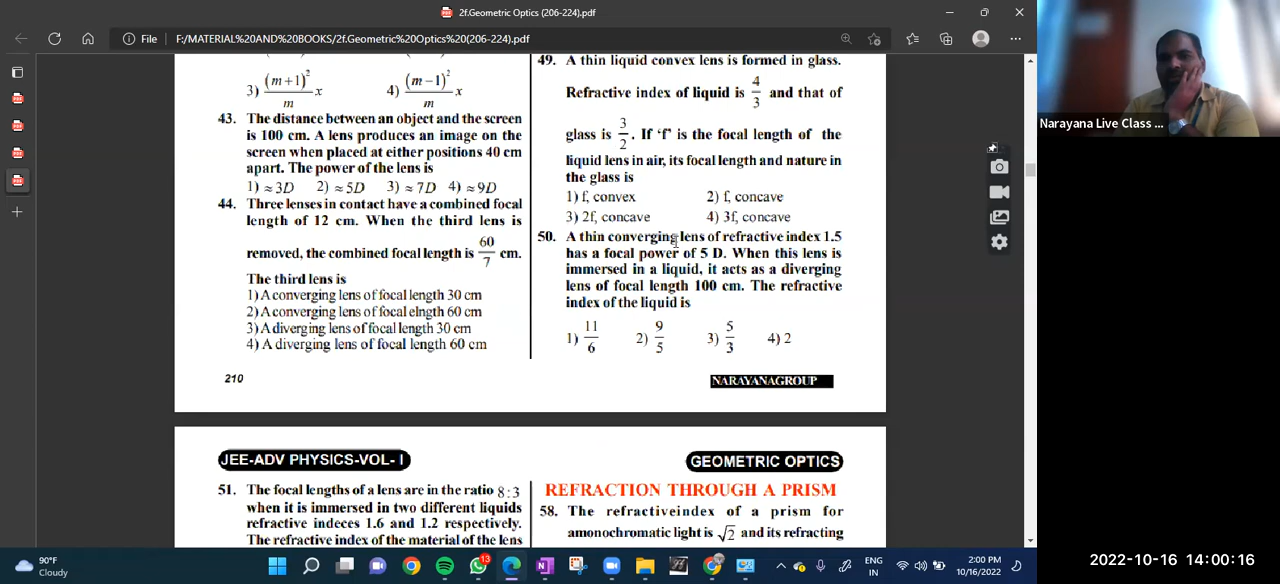 2f.Geometric Optics (206-224).pdf
File
F:/MATERIAL%20AND%20BOOKS/2f.Geometric%20Optics%20(206-224).pdf
3) (m+1)² / m x 4) (m−1)² / m x
43. The distance between an object and the screen
is 100 cm. A lens produces an image on the
screen when placed at either positions 40 cm
apart. The power of the lens is
1) ≈3D 2) ≈5D 3) ≈7D 4) ≈9D
44. Three lenses in contact have a combined focal
length of 12 cm. When the third lens is
removed, the combined focal length is 60/7 cm.
The third lens is
1) A converging lens of focal length 30 cm
2) A converging lens of focal elngth 60 cm
3) A diverging lens of focal length 30 cm
4) A diverging lens of focal length 60 cm
49. A thin liquid convex lens is formed in glass.
Refractive index of liquid is 4/3 and that of
glass is 3/2. If 'f' is the focal length of the
liquid lens in air, its focal length and nature in
the glass is
1) f, convex 2) f, concave
3) 2f, concave 4) 3f, concave
50. A thin converging lens of refractive index 1.5
has a focal power of 5 D. When this lens is
immersed in a liquid, it acts as a diverging
lens of focal length 100 cm. The refractive
index of the liquid is
1) 11/6 2) 9/5 3) 5/3 4) 2
210
NARAYANAGROUP
JEE-ADV PHYSICS-VOL- I
GEOMETRIC OPTICS
51. The focal lengths of a lens are in the ratio 8:3
when it is immersed in two different liquids
refractive indeces 1.6 and 1.2 respectively.
The refractive index of the material of the lens
REFRACTION THROUGH A PRISM
58. The refractiveindex of a prism for
amonochromatic light is √2 and its refracting
Narayana Live Class ...
90°F
Cloudy
13
ENG
IN
2:00 PM
10/16/2022
2022-10-16 14:00:16